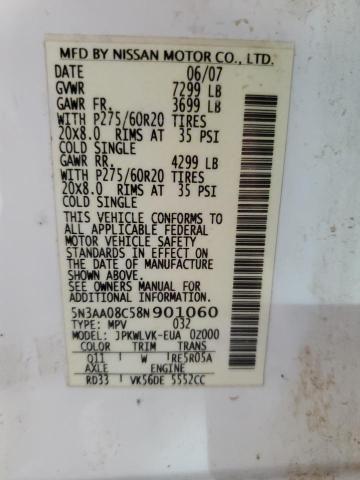 MFD BY NISSAN MOTOR CO., LTD.
DATE 06/07
GVWR 7299 LB
GAWR FR. 3699 LB
WITH P275/60R20 TIRES
20X8.0 RIMS AT 35 PSI
COLD SINGLE
GAWR RR. 4299 LB
WITH P275/60R20 TIRES
20X8.0 RIMS AT 35 PSI
COLD SINGLE
THIS VEHICLE CONFORMS TO
ALL APPLICABLE FEDERAL
MOTOR VEHICLE SAFETY
STANDARDS IN EFFECT ON
THE DATE OF MANUFACTURE
SHOWN ABOVE.
SEE OWNERS MANUAL FOR
ADDITIONAL INFORMATION.
5N3AA08C58N901060
TYPE: MPV 032
MODEL: JPKWLVK-EUA 0Z000
COLOR TRIM TRANS
Q11 W RE5R05A
AXLE ENGINE
RD33 VK56DE 5552CC